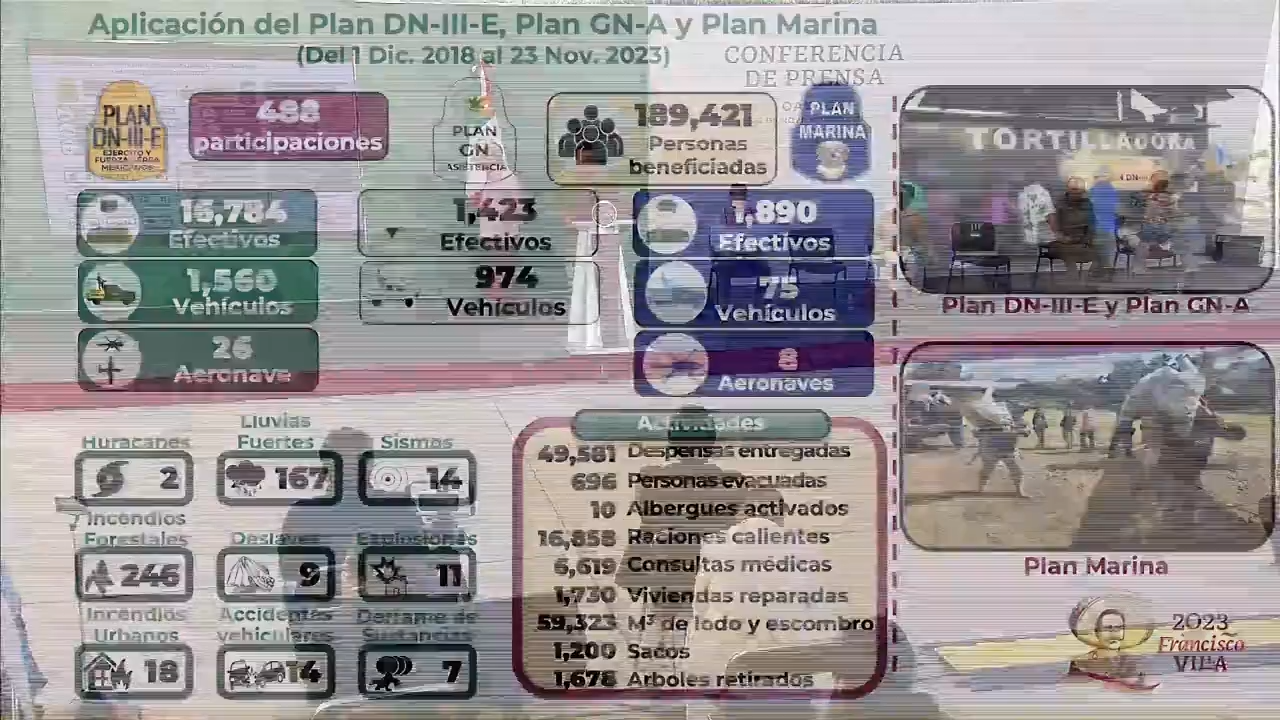 Aplicación del Plan DN-III-E, Plan GN-A y Plan Marina
(Del 1 Dic. 2018 al 23 Nov. 2023)
CONFERENCIA
DE PRENSA
PLAN
DN-III-E
EJÉRCITO Y
FUERZA AÉREA
MEXICANOS
488
participaciones
PLAN
GN
ASISTENCIA
189,421
Personas
beneficiadas
PLAN
MARINA
TORTILLADORA
Plan DN-III-E y Plan GN-A
15,784
Efectivos
1,423
Efectivos
1,890
Efectivos
1,560
Vehículos
974
Vehículos
75
Vehículos
26
Aeronave
8
Aeronaves
Huracanes
2
Lluvias
Fuertes
167
Sismos
14
Incendios
Forestales
246
Deslaves
9
Explosiones
11
Incendios
Urbanos
18
Accidentes
vehiculares
14
Derrame de
Sustancias
7
Actividades
49,581 Despensas entregadas
696 Personas evacuadas
10 Albergues activados
16,858 Raciones calientes
6,619 Consultas médicas
1,730 Viviendas reparadas
59,323 M³ de lodo y escombro
1,200 Sacos
1,678 Arboles retirados
Plan Marina
2023
Francisco
VILLA